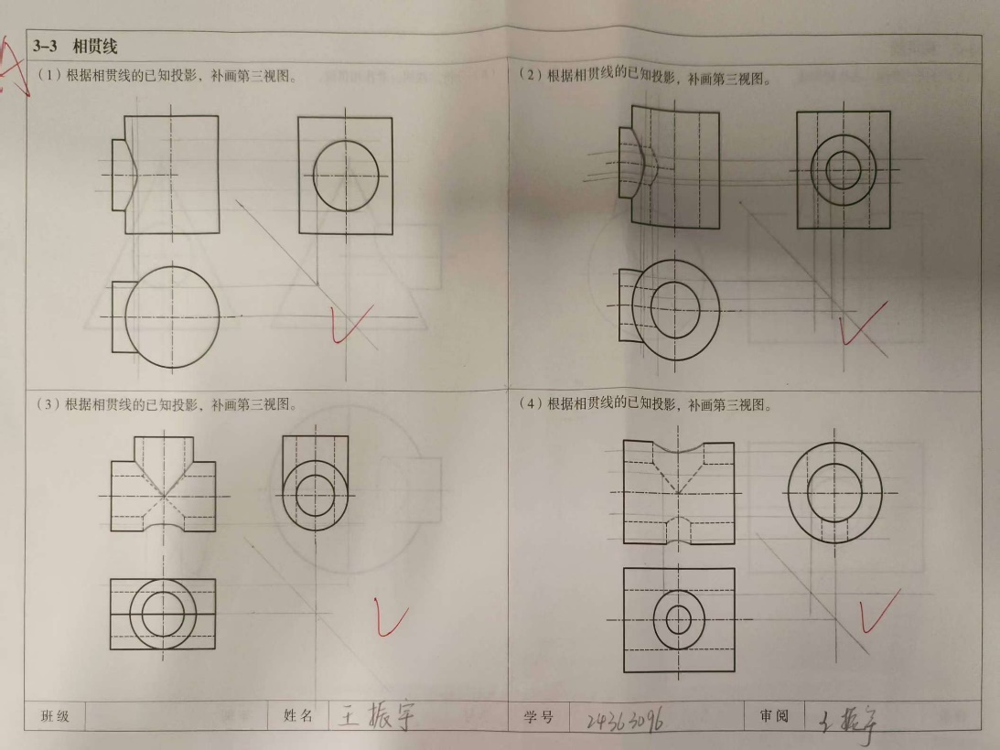 3-3 相贯线
A
(1)根据相贯线的已知投影，补画第三视图。
(2)根据相贯线的已知投影，补画第三视图。
(3)根据相贯线的已知投影，补画第三视图。
(4)根据相贯线的已知投影，补画第三视图。
班级 姓名 王振宇 学号 24363096 审阅 王振宇